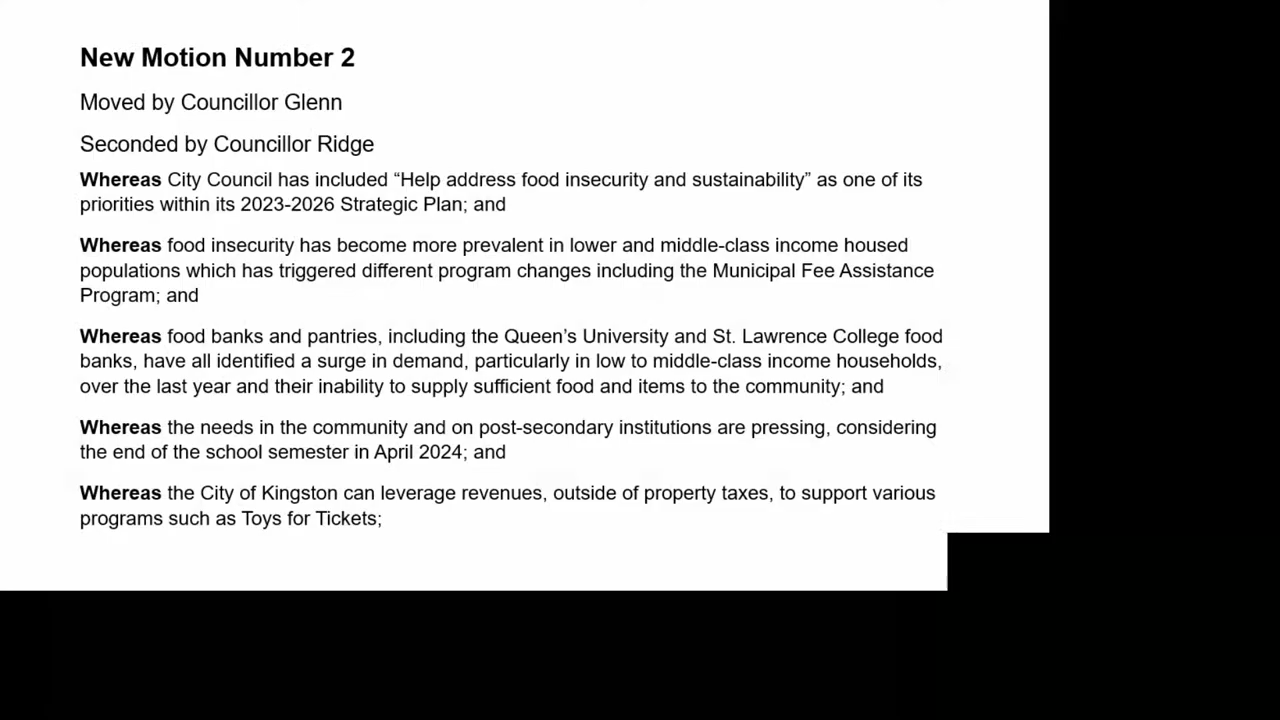 New Motion Number 2
Moved by Councillor Glenn
Seconded by Councillor Ridge
Whereas City Council has included “Help address food insecurity and sustainability” as one of its
priorities within its 2023-2026 Strategic Plan; and
Whereas food insecurity has become more prevalent in lower and middle-class income housed
populations which has triggered different program changes including the Municipal Fee Assistance
Program; and
Whereas food banks and pantries, including the Queen’s University and St. Lawrence College food
banks, have all identified a surge in demand, particularly in low to middle-class income households,
over the last year and their inability to supply sufficient food and items to the community; and
Whereas the needs in the community and on post-secondary institutions are pressing, considering
the end of the school semester in April 2024; and
Whereas the City of Kingston can leverage revenues, outside of property taxes, to support various
programs such as Toys for Tickets;